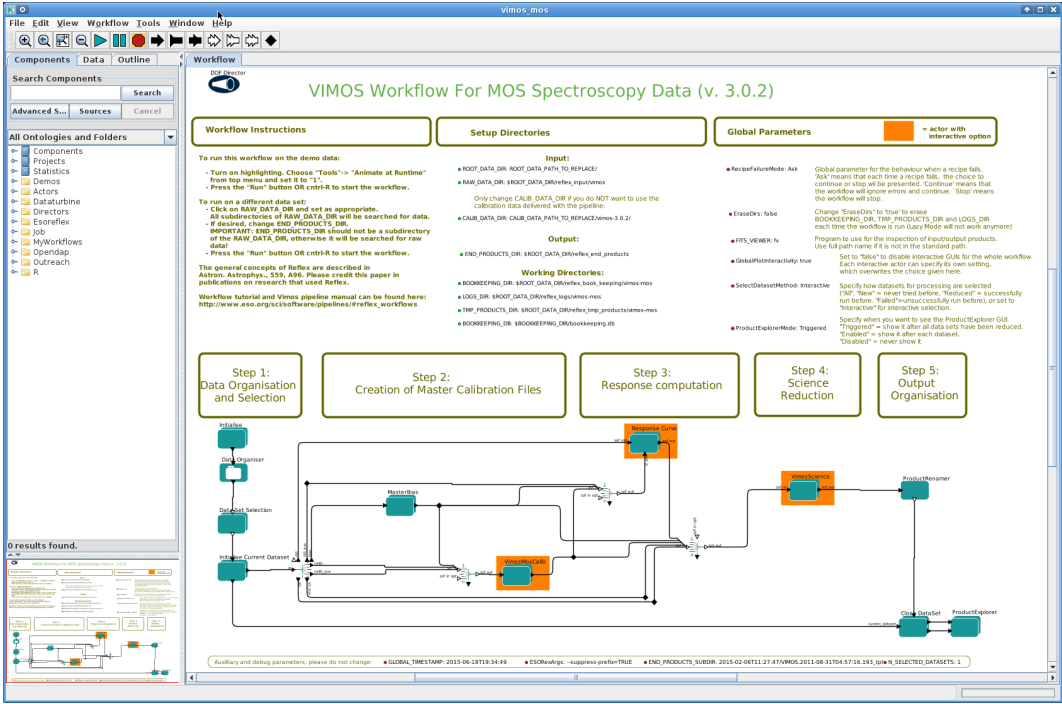 vimos_mos
File Edit View Workflow Tools Window Help
Components Data Outline
Workflow
Search Components
Search
Advanced S... Sources Cancel
All Ontologies and Folders
Components
Projects
Statistics
Demos
Actors
Dataturbine
Directors
Esoreflex
Job
MyWorkflows
Opendap
Outreach
R
0 results found.
DDF Director
VIMOS Workflow For MOS Spectroscopy Data (v. 3.0.2)
Workflow Instructions
Setup Directories
Global Parameters
= actor with
interactive option
To run this workflow on the demo data:
- Turn on highlighting. Choose "Tools"-> "Animate at Runtime"
from top menu and set it to "1".
- Press the "Run" button OR cntrl-R to start the workflow.
To run on a different data set:
- Click on RAW_DATA_DIR and set as appropriate.
All subdirectories of RAW_DATA_DIR will be searched for data.
- If desired, change END_PRODUCTS_DIR.
IMPORTANT: END_PRODUCTS_DIR should not be a subdirectory
of the RAW_DATA_DIR, otherwise it will be searched for raw
data!
- Press the "Run" button OR cntrl-R to start the workflow.
The general concepts of Reflex are described in
Astron. Astrophys., 559, A96. Please credit this paper in
publications on research that used Reflex.
Workflow tutorial and Vimos pipeline manual can be found here:
http://www.eso.org/sci/software/pipelines/#reflex_workflows
Input:
ROOT_DATA_DIR: ROOT_DATA_PATH_TO_REPLACE/
RAW_DATA_DIR: $ROOT_DATA_DIR/reflex_input/vimos
Only change CALIB_DATA_DIR if you do NOT want to use the
calibration data delivered with the pipeline:
CALIB_DATA_DIR: CALIB_DATA_PATH_TO_REPLACE/vimos-3.0.2/
Output:
END_PRODUCTS_DIR: $ROOT_DATA_DIR/reflex_end_products
Working Directories:
BOOKKEEPING_DIR: $ROOT_DATA_DIR/reflex_book_keeping/vimos-mos
LOGS_DIR: $ROOT_DATA_DIR/reflex_logs/vimos-mos
TMP_PRODUCTS_DIR: $ROOT_DATA_DIR/reflex_tmp_products/vimos-mos
BOOKKEEPING_DB: $BOOKKEEPING_DIR/bookkeeping.db
RecipeFailureMode: Ask
Global parameter for the behaviour when a recipe fails.
'Ask' means that each time a recipe fails, the choice to
continue or stop wil be presented. 'Continue' means that
the workflow will ignore errors and continue. 'Stop' means
the workflow will stop.
EraseDirs: false
Change "EraseDirs" to 'true' to erase
BOOKKEEPING_DIR, TMP_PRODUCTS_DIR and LOGS_DIR
each time the workflow is run (Lazy Mode will not work anymore)
FITS_VIEWER: fv
Program to use for the inspection of input/output products.
Use full path name if it is not in the standard path.
GlobalPlotInteractivity: true
Set to "false" to disable interactive GUIs for the whole workflow.
Each interactive actor can specify its own setting,
which overwrites the choice given here.
SelectDatasetMethod: Interactive
Specify how datasets for processing are selected
("All", "New" = never tried before, "Reduced" = successfully
run before. "Failed"=unsuccessfully run before), or set to
"Interactive" for interactive selection.
ProductExplorerMode: Triggered
Specify when you want to see the ProductExplorer GUI.
"Triggered" = show it after all data sets have been reduced.
"Enabled" = show it after each dataset.
"Disabled" = never show it
Step 1:
Data Organisation
and Selection
Step 2:
Creation of Master Calibration Files
Step 3:
Response computation
Step 4:
Science
Reduction
Step 5:
Output
Organisation
Initialise
Data Organiser
DataSet Selection
Initialise Current Dataset
MasterBias
VimosMosCalib
Response Curve
VimosScience
ProductRenamer
Close DataSet
ProductExplorer
current_dataset
Auxiliary and debug parameters, please do not change:
GLOBAL_TIMESTAMP: 2015-06-18T19:34:49
ESORexArgs: --suppress-prefix=TRUE
END_PRODUCTS_SUBDIR: 2015-02-06T11:27:47/VIMOS.2011-08-31T04:57:16.193_tpl
N_SELECTED_DATASETS: 1